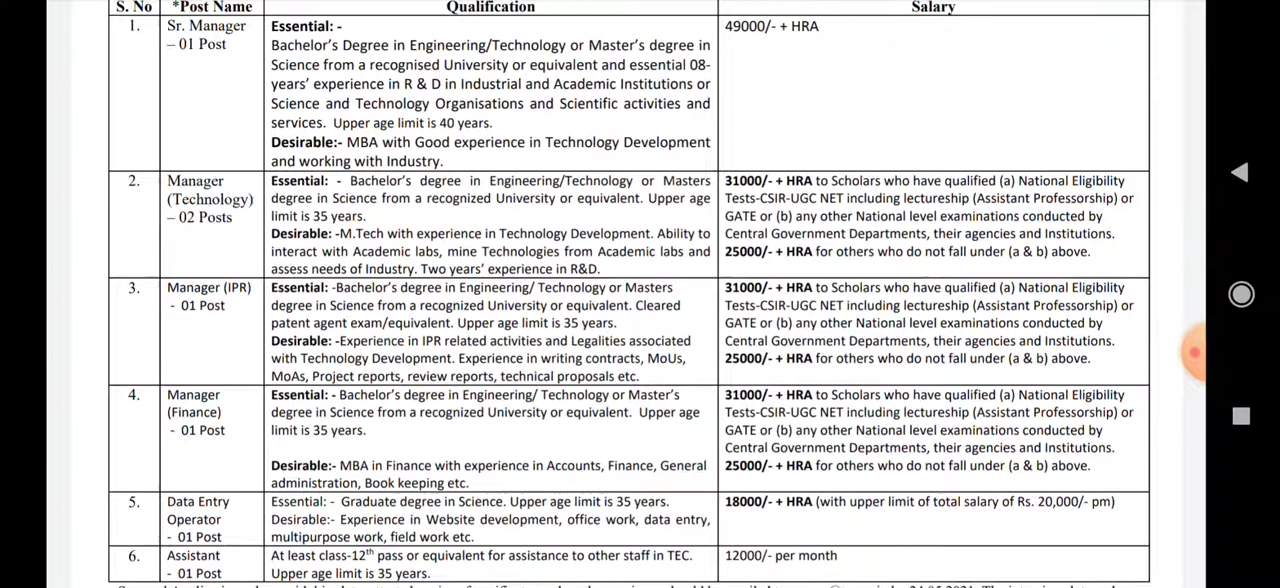 S. No *Post Name Qualification Salary
1. Sr. Manager – 01 Post
Essential: -
Bachelor's Degree in Engineering/Technology or Master's degree in
Science from a recognised University or equivalent and essential 08-
years' experience in R & D in Industrial and Academic Institutions or
Science and Technology Organisations and Scientific activities and
services. Upper age limit is 40 years.
Desirable:- MBA with Good experience in Technology Development
and working with Industry.
49000/- + HRA
2. Manager
(Technology)
– 02 Posts
Essential: - Bachelor's degree in Engineering/Technology or Masters
degree in Science from a recognized University or equivalent. Upper age
limit is 35 years.
Desirable: -M.Tech with experience in Technology Development. Ability to
interact with Academic labs, mine Technologies from Academic labs and
assess needs of Industry. Two years' experience in R&D.
31000/- + HRA to Scholars who have qualified (a) National Eligibility
Tests-CSIR-UGC NET including lectureship (Assistant Professorship) or
GATE or (b) any other National level examinations conducted by
Central Government Departments, their agencies and Institutions.
25000/- + HRA for others who do not fall under (a & b) above.
3. Manager (IPR)
- 01 Post
Essential: -Bachelor's degree in Engineering/ Technology or Masters
degree in Science from a recognized University or equivalent. Cleared
patent agent exam/equivalent. Upper age limit is 35 years.
Desirable: -Experience in IPR related activities and Legalities associated
with Technology Development. Experience in writing contracts, MoUs,
MoAs, Project reports, review reports, technical proposals etc.
31000/- + HRA to Scholars who have qualified (a) National Eligibility
Tests-CSIR-UGC NET including lectureship (Assistant Professorship) or
GATE or (b) any other National level examinations conducted by
Central Government Departments, their agencies and Institutions.
25000/- + HRA for others who do not fall under (a & b) above.
4. Manager
(Finance)
- 01 Post
Essential: - Bachelor's degree in Engineering/ Technology or Master's
degree in Science from a recognized University or equivalent. Upper age
limit is 35 years.
Desirable:- MBA in Finance with experience in Accounts, Finance, General
administration, Book keeping etc.
31000/- + HRA to Scholars who have qualified (a) National Eligibility
Tests-CSIR-UGC NET including lectureship (Assistant Professorship) or
GATE or (b) any other National level examinations conducted by
Central Government Departments, their agencies and Institutions.
25000/- + HRA for others who do not fall under (a & b) above.
5. Data Entry
Operator
- 01 Post
Essential: - Graduate degree in Science. Upper age limit is 35 years.
Desirable:- Experience in Website development, office work, data entry,
multipurpose work, field work etc.
18000/- + HRA (with upper limit of total salary of Rs. 20,000/- pm)
6. Assistant
- 01 Post
At least class-12th pass or equivalent for assistance to other staff in TEC.
Upper age limit is 35 years.
12000/- per month